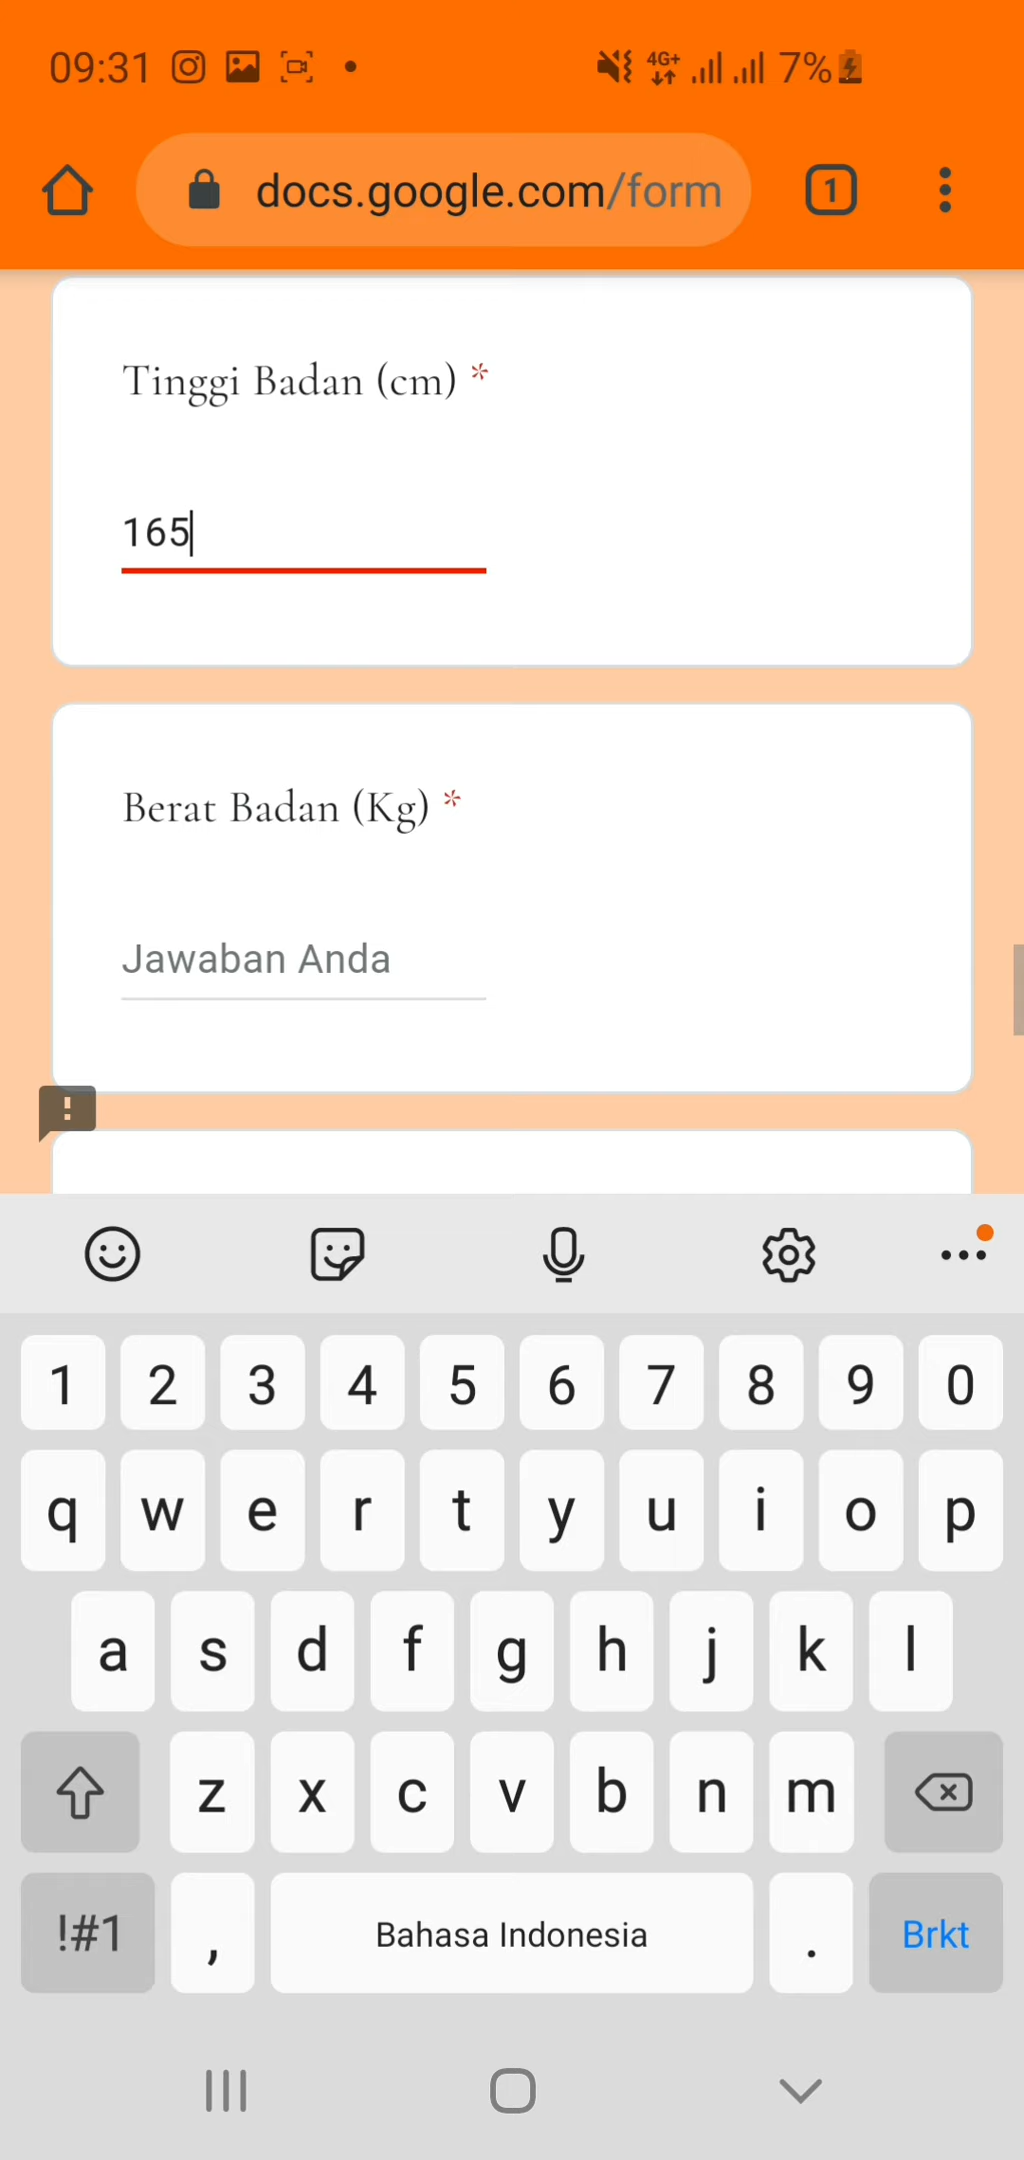 09:31 4G+ 7%
docs.google.com/form 1
Tinggi Badan (cm) *
165
Berat Badan (Kg) *
Jawaban Anda
!
1 2 3 4 5 6 7 8 9 0
q w e r t y u i o p
a s d f g h j k l
z x c v b n m
!#1 , Bahasa Indonesia . Brkt